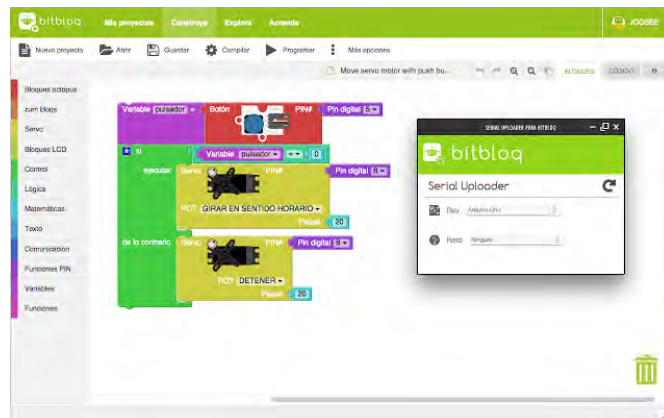 bitbloq Mis proyectos Construye Explora Aprende JOOSEE
Nuevo proyecto Abrir Guardar Compilar Programar Más opciones
Move servo motor with push bu... BLOQUES CÓDIGO
Bloques octopus
zum bloqs
Servo
Bloques LCD
Control
Lógica
Matemáticas
Texto
Comunicación
Funciones PIN
Variables
Funciones
Variable pulsador = Botón PIN# Pin digital 5
si Variable pulsador = 0
ejecutar Servo PIN# Pin digital 8
ROT GIRAR EN SENTIDO HORARIO
Pausa 20
de lo contrario Servo PIN# Pin digital 8
ROT DETENER
Pausa 20
SERIAL UPLOADER PARA BITBLOQ
bitbloq
Serial Uploader
Placa Arduino Uno
Puerto Ninguno